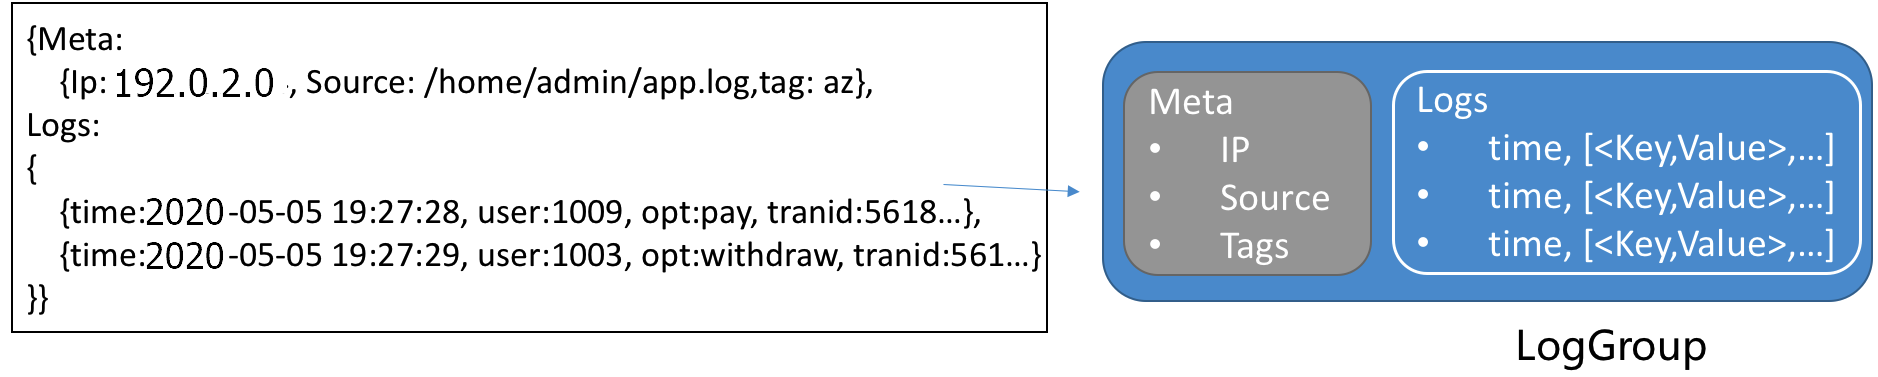 {Meta:
{Ip: 192.0.2.0 , Source: /home/admin/app.log,tag: az},
Logs:
{
{time:2020-05-05 19:27:28, user:1009, opt:pay, tranid:5618...},
{time:2020-05-05 19:27:29, user:1003, opt:withdraw, tranid:561...}
}}
Meta
• IP
• Source
• Tags
Logs
• time, [<Key,Value>,...]
• time, [<Key,Value>,...]
• time, [<Key,Value>,...]
LogGroup